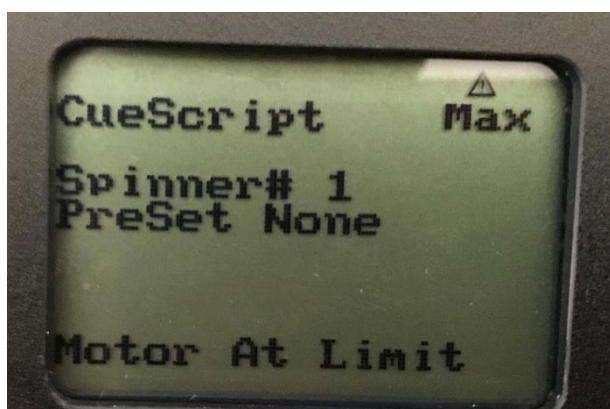 CueScript Max
Spinner# 1
PreSet None
Motor At Limit